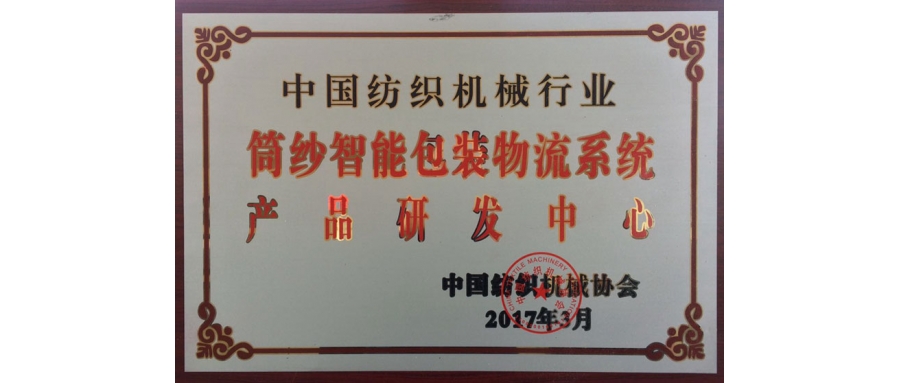 中国纺织机械行业
筒纱智能包装物流系统
产品研发中心
中国纺织机械协会
2017年3月